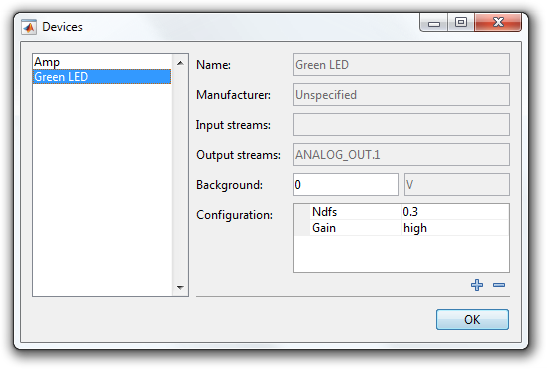 Devices
Amp
Green LED
Name: Green LED
Manufacturer: Unspecified
Input streams:
Output streams: ANALOG_OUT.1
Background: 0 V
Configuration: Ndfs 0.3
Gain high
OK